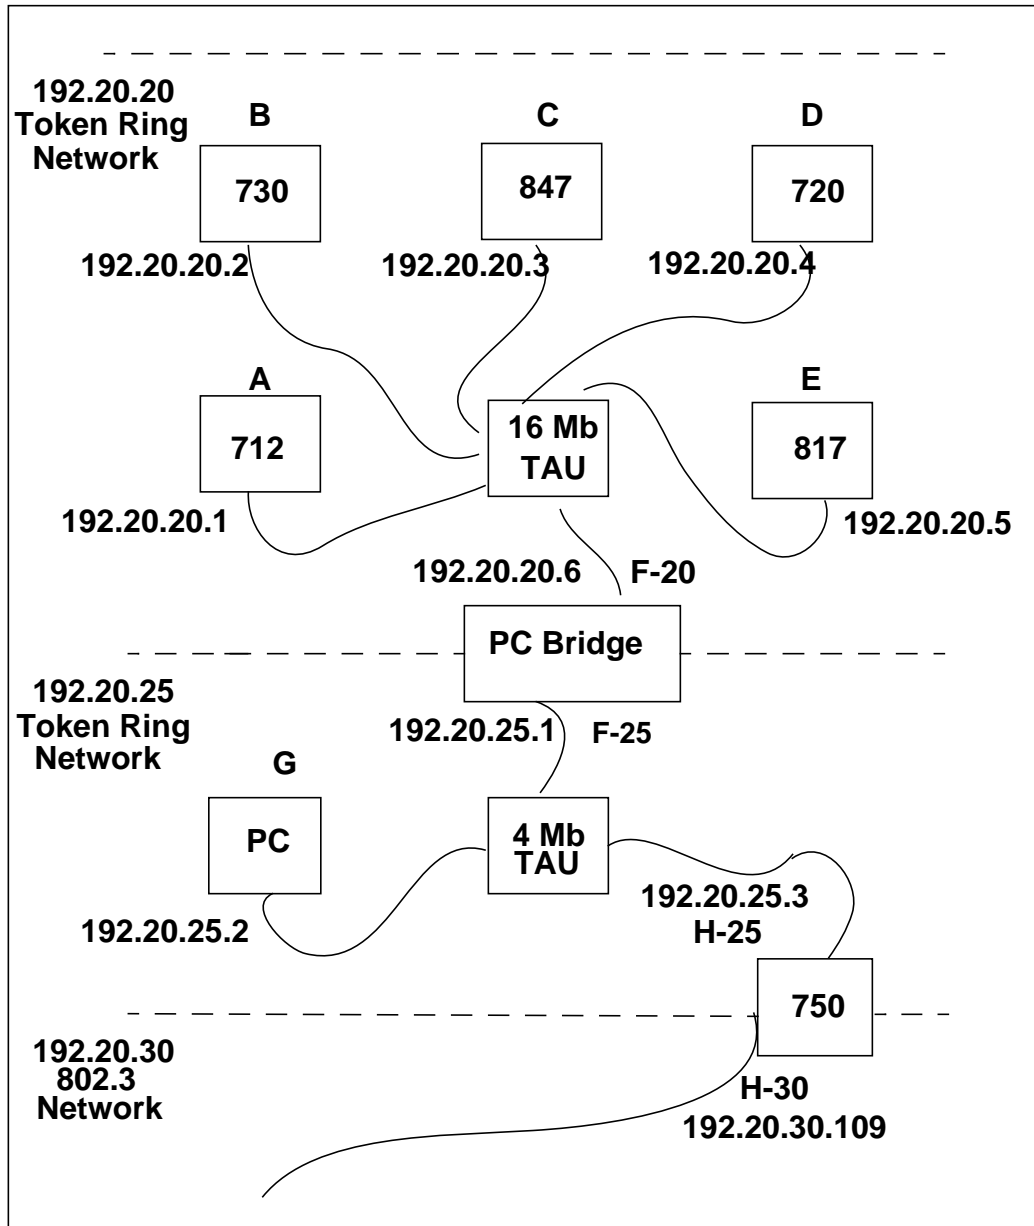 192.20.20
Token Ring
Network
B
C
D
730
847
720
192.20.20.2
192.20.20.3
192.20.20.4
A
E
712
16 Mb
TAU
817
192.20.20.1
192.20.20.5
192.20.20.6
F-20
PC Bridge
192.20.25
Token Ring
Network
192.20.25.1
F-25
G
PC
4 Mb
TAU
192.20.25.2
192.20.25.3
H-25
750
192.20.30
802.3
Network
H-30
192.20.30.109